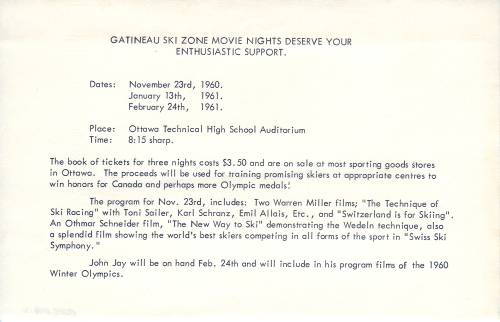 GATINEAU SKI ZONE MOVIE NIGHTS DESERVE YOUR
ENTHUSIASTIC SUPPORT.
Dates: November 23rd, 1960.
January 13th, 1961.
February 24th, 1961.
Place: Ottawa Technical High School Auditorium
Time: 8:15 sharp.
The book of tickets for three nights costs $3.50 and are on sale at most sporting goods stores
in Ottawa. The proceeds will be used for training promising skiers at appropriate centres to
win honors for Canada and perhaps more Olympic medals!
The program for Nov. 23rd, includes: Two Warren Miller films; "The Technique of
Ski Racing" with Toni Sailer, Karl Schranz, Emil Allais, Etc., and "Switzerland is for Skiing".
An Othmar Schneider film, "The New Way to Ski" demonstrating the Wedeln technique, also
a splendid film showing the world's best skiers competing in all forms of the sport in "Swiss Ski
Symphony."
John Jay will be on hand Feb. 24th and will include in his program films of the 1960
Winter Olympics.